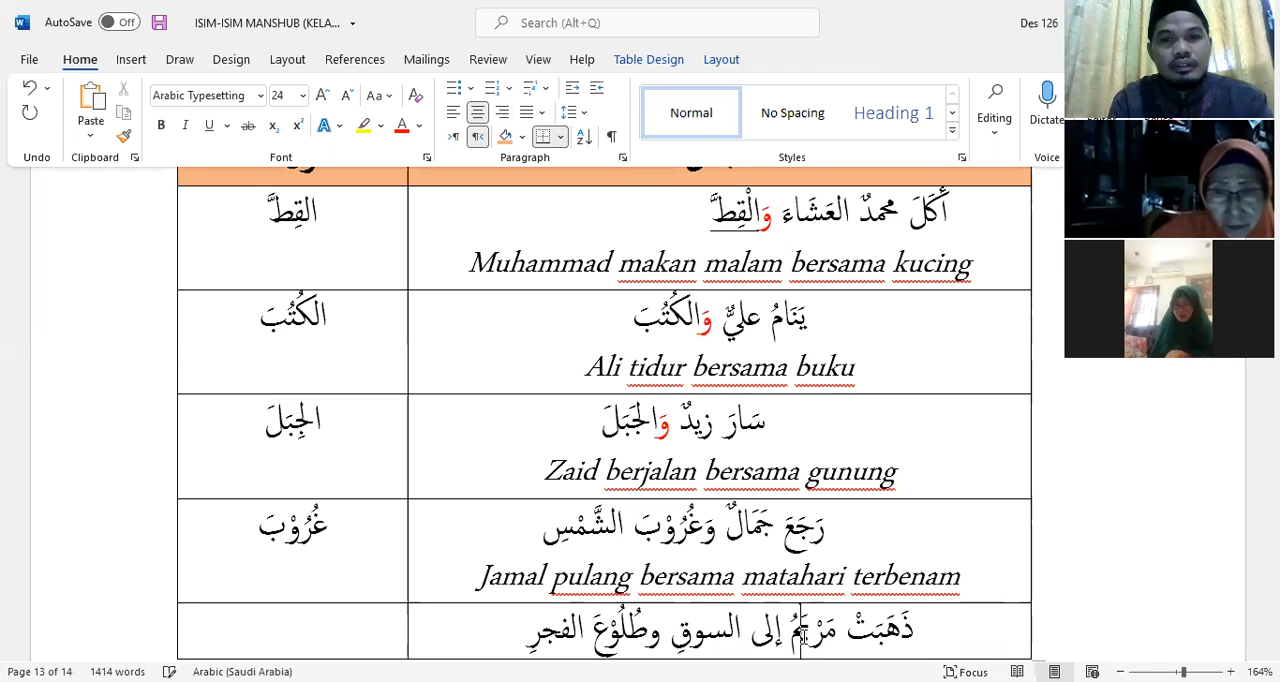 AutoSave Off ISIM-ISIM MANSHUB (KELA... Search (Alt+Q) Des 126
File Home Insert Draw Design Layout References Mailings Review View Help Table Design Layout
Arabic Typesetting 24 Aa
Paste
B I U ab x₂ x² A A
Normal No Spacing Heading 1
Editing Dictate
Undo Clipboard Font Paragraph Styles Voice
أَكَلَ محمدٌ العَشَاءَ وَالْقِطَّ
القِطَّ
Muhammad makan malam bersama kucing
يَنَامُ عليٌّ وَالكُتُبَ
الكُتُبَ
Ali tidur bersama buku
سَارَ زيدٌ وَالجَبَلَ
الجِبَلَ
Zaid berjalan bersama gunung
رَجَعَ جَمَالٌ وَغُرُوْبَ الشَّمْسِ
غُرُوْبَ
Jamal pulang bersama matahari terbenam
ذَهَبَتْ مَرْيَمُ إلى السوقِ وطُلُوْعَ الفجرِ
Page 13 of 14 1414 words Arabic (Saudi Arabia) Focus 164%